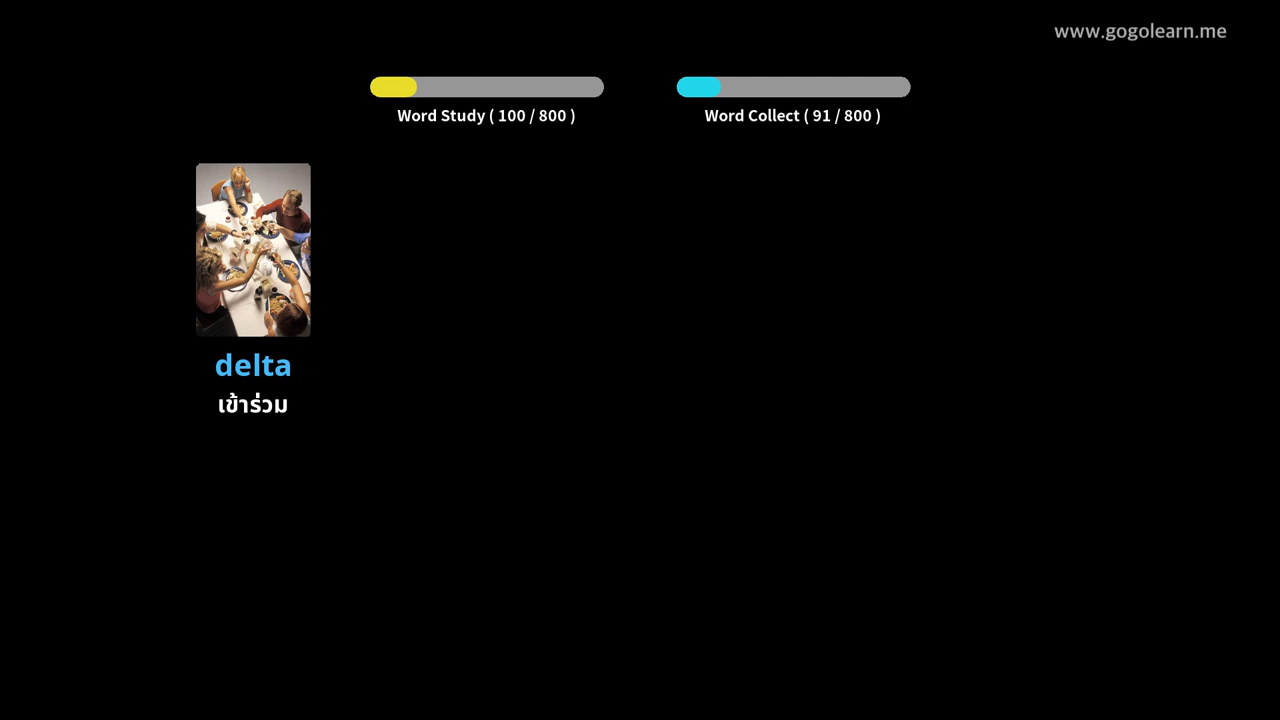 www.gogolearn.me
Word Study ( 100 / 800 )
Word Collect ( 91 / 800 )
delta
เข้าร่วม